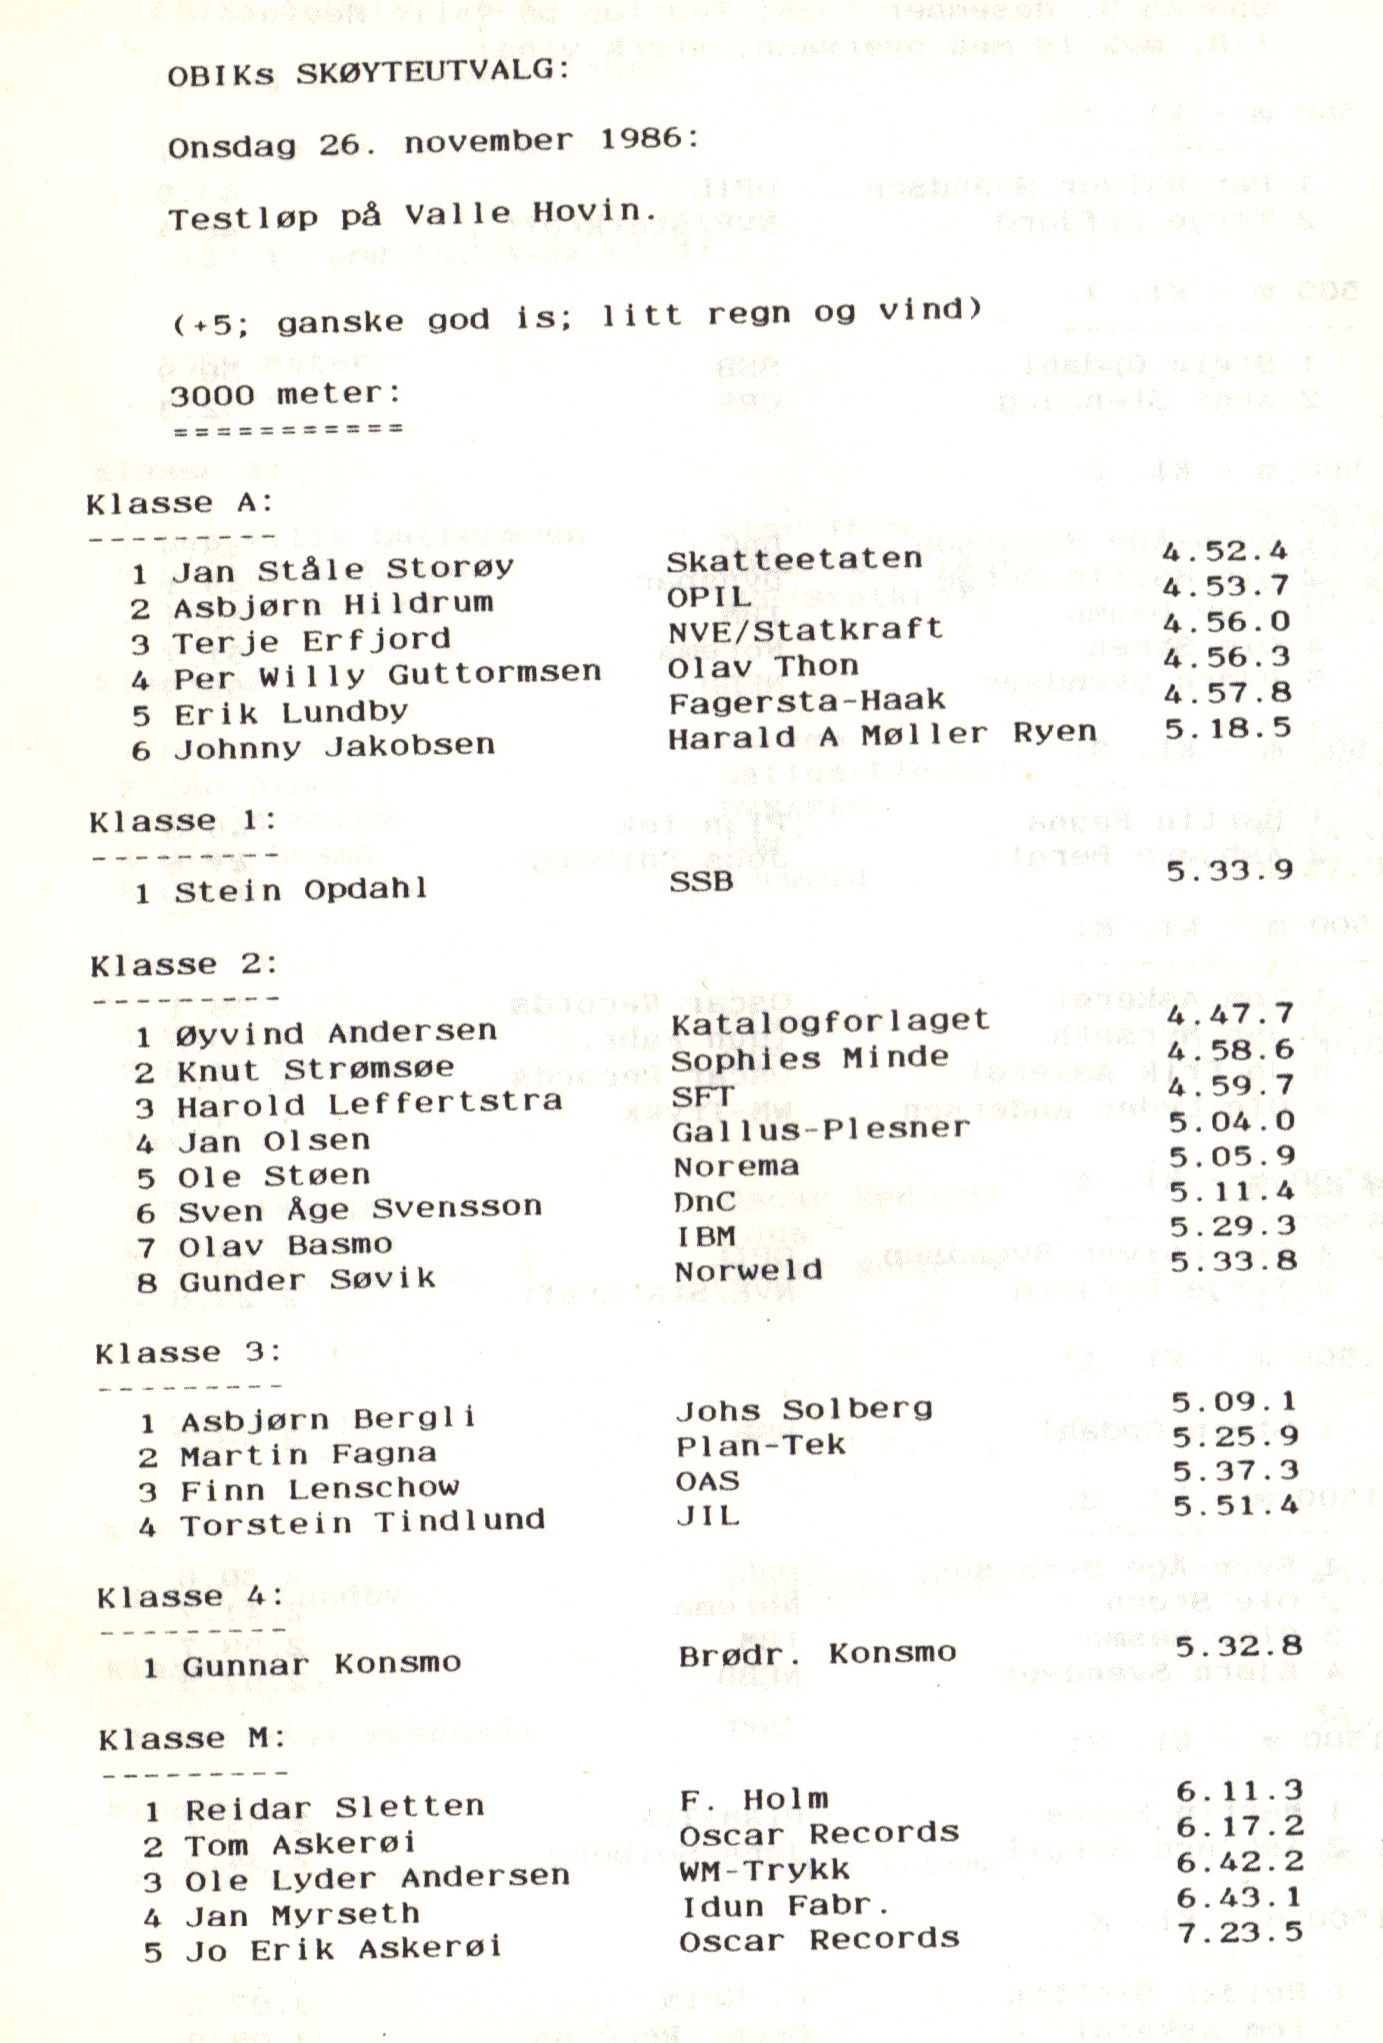 OBIKs SKØYTEUTVALG:
Onsdag 26. november 1986:
Testløp på Valle Hovin.
(+5; ganske god is; litt regn og vind)
3000 meter:
===========
Klasse A:
---------
1 Jan Ståle Storøy Skatteetaten 4.52.4
2 Asbjørn Hildrum OPIL 4.53.7
3 Terje Erfjord NVE/Statkraft 4.56.0
4 Per Willy Guttormsen Olav Thon 4.56.3
5 Erik Lundby Fagersta-Haak 4.57.8
6 Johnny Jakobsen Harald A Møller Ryen 5.18.5
Klasse 1:
---------
1 Stein Opdahl SSB 5.33.9
Klasse 2:
---------
1 Øyvind Andersen Katalogforlaget 4.47.7
2 Knut Strømsøe Sophies Minde 4.58.6
3 Harold Leffertstra SFT 4.59.7
4 Jan Olsen Gallus-Plesner 5.04.0
5 Ole Støen Norema 5.05.9
6 Sven Åge Svensson DnC 5.11.4
7 Olav Basmo IBM 5.29.3
8 Gunder Søvik Norweld 5.33.8
Klasse 3:
---------
1 Asbjørn Bergli Johs Solberg 5.09.1
2 Martin Fagna Plan-Tek 5.25.9
3 Finn Lenschow OAS 5.37.3
4 Torstein Tindlund JIL 5.51.4
Klasse 4:
---------
1 Gunnar Konsmo Brødr. Konsmo 5.32.8
Klasse M:
---------
1 Reidar Sletten F. Holm 6.11.3
2 Tom Askerøi Oscar Records 6.17.2
3 Ole Lyder Andersen WM-Trykk 6.42.2
4 Jan Myrseth Idun Fabr. 6.43.1
5 Jo Erik Askerøi Oscar Records 7.23.5